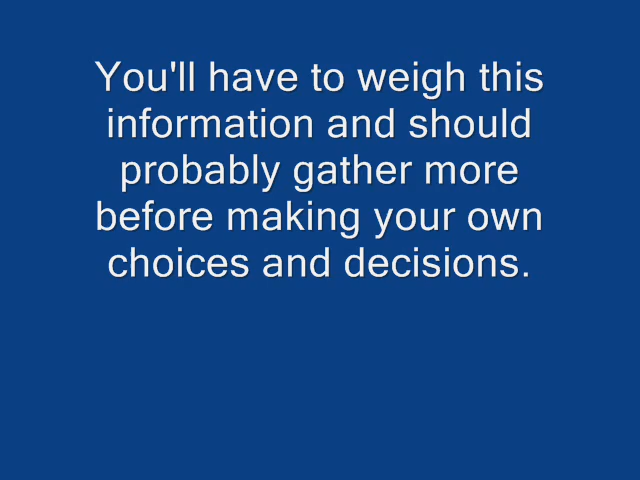 You'll have to weigh this
information and should
probably gather more
before making your own
choices and decisions.